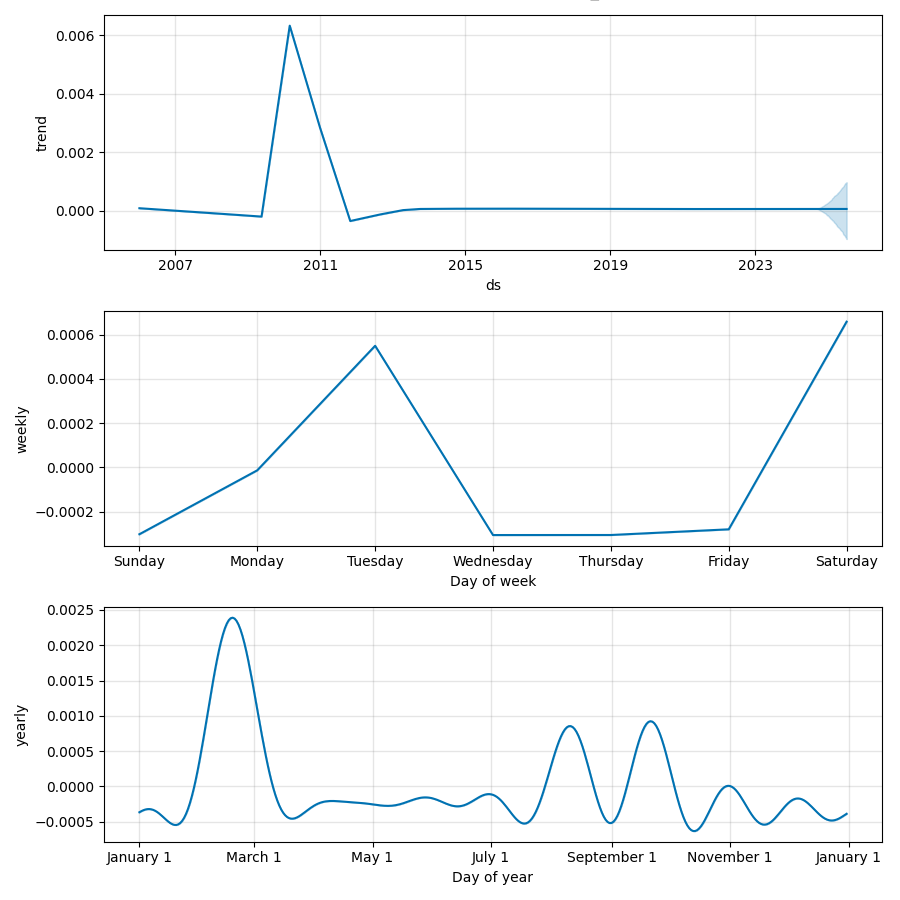 0.006
0.004
0.002
0.000
trend
2007 2011 2015 2019 2023
ds
0.0006
0.0004
0.0002
0.0000
−0.0002
weekly
Sunday Monday Tuesday Wednesday Thursday Friday Saturday
Day of week
0.0025
0.0020
0.0015
0.0010
0.0005
0.0000
−0.0005
yearly
January 1 March 1 May 1 July 1 September 1 November 1 January 1
Day of year